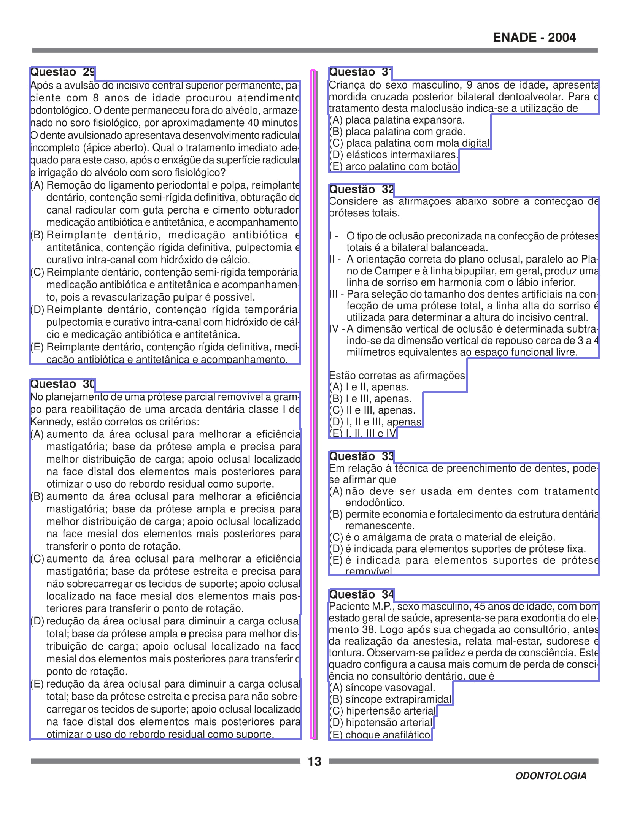 ENADE - 2004
Questão 29
Após a avulsão do incisivo central superior permanente, pa-
ciente com 8 anos de idade procurou atendimento
odontológico. O dente permaneceu fora do alvéolo, armaze-
nado no soro fisiológico, por aproximadamente 40 minutos.
O dente avulsionado apresentava desenvolvimento radicular
incompleto (ápice aberto). Qual o tratamento imediato ade-
quado para este caso, após o enxágüe da superfície radicular
e irrigação do alvéolo com soro fisiológico?
(A) Remoção do ligamento periodontal e polpa, reimplante
dentário, contenção semi-rígida definitiva, obturação do
canal radicular com guta percha e cimento obturador,
medicação antibiótica e antitetânica, e acompanhamento.
(B) Reimplante dentário, medicação antibiótica e
antitetânica, contenção rígida definitiva, pulpectomia e
curativo intra-canal com hidróxido de cálcio.
(C) Reimplante dentário, contenção semi-rígida temporária,
medicação antibiótica e antitetânica e acompanhamen-
to, pois a revascularização pulpar é possível.
(D) Reimplante dentário, contenção rígida temporária,
pulpectomia e curativo intra-canal com hidróxido de cál-
cio e medicação antibiótica e antitetânica.
(E) Reimplante dentário, contenção rígida definitiva, medi-
cação antibiótica e antitetânica e acompanhamento.
Questão 30
No planejamento de uma prótese parcial removível a gram-
po para reabilitação de uma arcada dentária classe I de
Kennedy, estão corretos os critérios:
(A) aumento da área oclusal para melhorar a eficiência
mastigatória; base da prótese ampla e precisa para
melhor distribuição de carga; apoio oclusal localizado
na face distal dos elementos mais posteriores para
otimizar o uso do rebordo residual como suporte.
(B) aumento da área oclusal para melhorar a eficiência
mastigatória; base da prótese ampla e precisa para
melhor distribuição de carga; apoio oclusal localizado
na face mesial dos elementos mais posteriores para
transferir o ponto de rotação.
(C) aumento da área oclusal para melhorar a eficiência
mastigatória; base da prótese estreita e precisa para
não sobrecarregar os tecidos de suporte; apoio oclusal
localizado na face mesial dos elementos mais pos-
teriores para transferir o ponto de rotação.
(D) redução da área oclusal para diminuir a carga oclusal
total; base da prótese ampla e precisa para melhor dis-
tribuição de carga; apoio oclusal localizado na face
mesial dos elementos mais posteriores para transferir o
ponto de rotação.
(E) redução da área oclusal para diminuir a carga oclusal
total; base da prótese estreita e precisa para não sobre-
carregar os tecidos de suporte; apoio oclusal localizado
na face distal dos elementos mais posteriores para
otimizar o uso do rebordo residual como suporte.
Questão 31
Criança do sexo masculino, 9 anos de idade, apresenta
mordida cruzada posterior bilateral dentoalveolar. Para o
tratamento desta maloclusão indica-se a utilização de
(A) placa palatina expansora.
(B) placa palatina com grade.
(C) placa palatina com mola digital.
(D) elásticos intermaxilares.
(E) arco palatino com botão.
Questão 32
Considere as afirmações abaixo sobre a confecção de
próteses totais.
I - O tipo de oclusão preconizada na confecção de próteses
totais é a bilateral balanceada.
II - A orientação correta do plano oclusal, paralelo ao Pla-
no de Camper e à linha bipupilar, em geral, produz uma
linha de sorriso em harmonia com o lábio inferior.
III - Para seleção do tamanho dos dentes artificiais na con-
fecção de uma prótese total, a linha alta do sorriso é
utilizada para determinar a altura do incisivo central.
IV - A dimensão vertical de oclusão é determinada subtra-
indo-se da dimensão vertical de repouso cerca de 3 a 4
milímetros equivalentes ao espaço funcional livre.
Estão corretas as afirmações
(A) I e II, apenas.
(B) I e III, apenas.
(C) II e III, apenas.
(D) I, II e III, apenas.
(E) I, II, III e IV.
Questão 33
Em relação à técnica de preenchimento de dentes, pode-
se afirmar que
(A) não deve ser usada em dentes com tratamento
endodôntico.
(B) permite economia e fortalecimento da estrutura dentária
remanescente.
(C) é o amálgama de prata o material de eleição.
(D) é indicada para elementos suportes de prótese fixa.
(E) é indicada para elementos suportes de prótese
removível.
Questão 34
Paciente M.P., sexo masculino, 45 anos de idade, com bom
estado geral de saúde, apresenta-se para exodontia do ele-
mento 38. Logo após sua chegada ao consultório, antes
da realização da anestesia, relata mal-estar, sudorese e
tontura. Observam-se palidez e perda de consciência. Este
quadro configura a causa mais comum de perda de consci-
ência no consultório dentário, que é
(A) síncope vasovagal.
(B) síncope extrapiramidal.
(C) hipertensão arterial.
(D) hipotensão arterial.
(E) choque anafilático.
13
ODONTOLOGIA